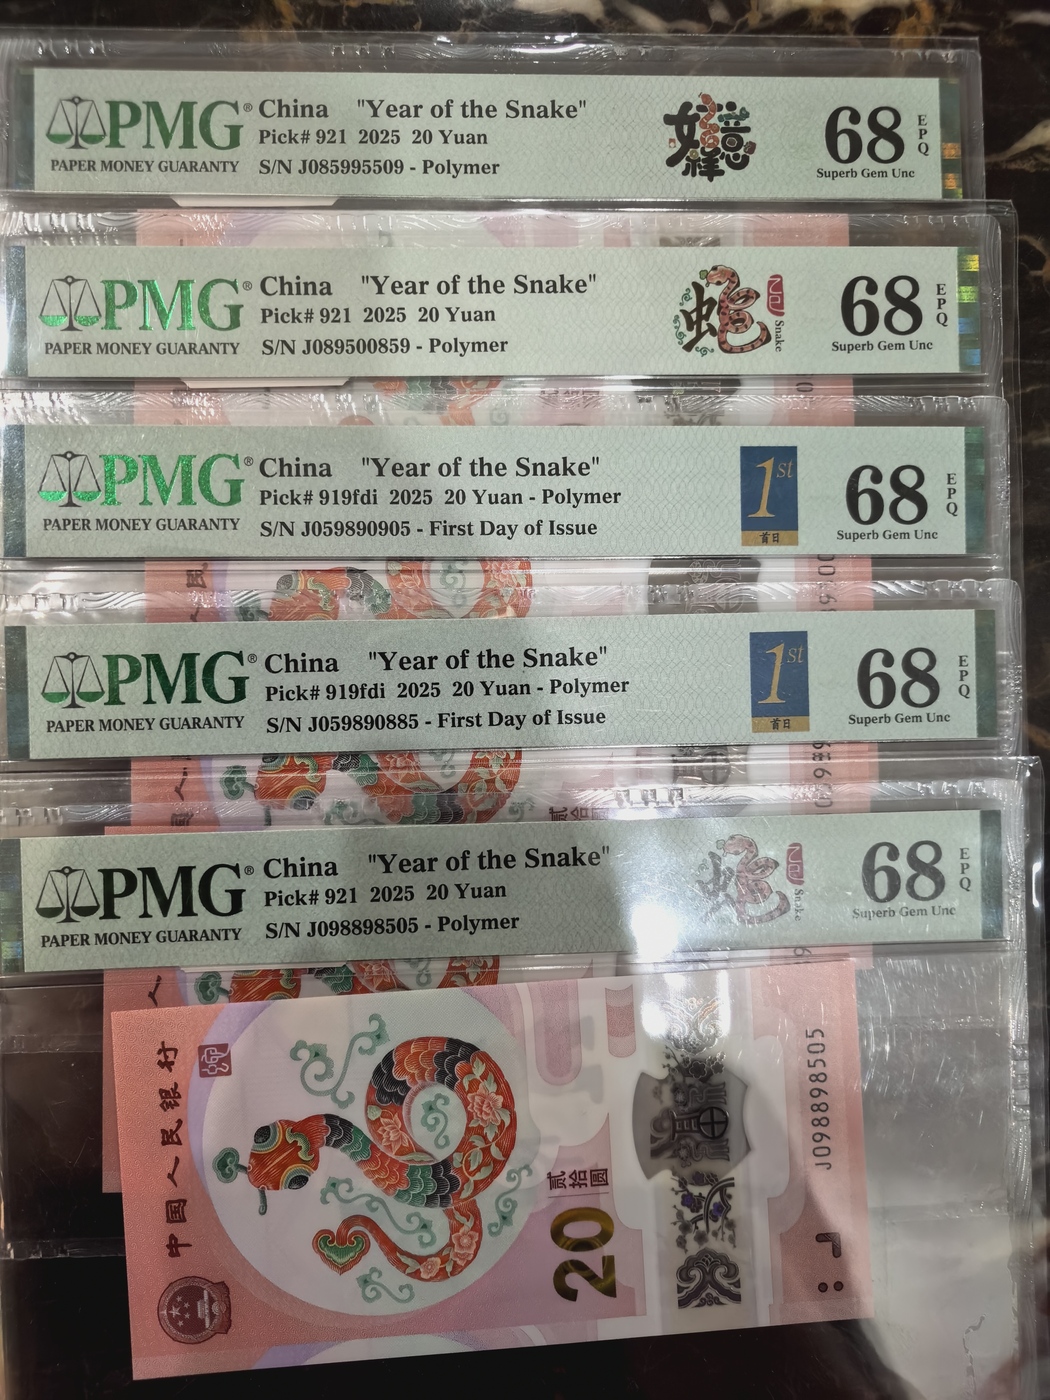 PMG® China "Year of the Snake"
Pick# 921 2025 20 Yuan
PAPER MONEY GUARANTY S/N J085995509 - Polymer
68 EPQ
Superb Gem Unc
PMG® China "Year of the Snake"
Pick# 921 2025 20 Yuan
PAPER MONEY GUARANTY S/N J089500859 - Polymer
蛇
乙巳
Snake
68 EPQ
Superb Gem Unc
PMG® China "Year of the Snake"
Pick# 919fdi 2025 20 Yuan - Polymer
PAPER MONEY GUARANTY S/N J059890905 - First Day of Issue
1st
首日
68 EPQ
Superb Gem Unc
PMG® China "Year of the Snake"
Pick# 919fdi 2025 20 Yuan - Polymer
PAPER MONEY GUARANTY S/N J059890885 - First Day of Issue
1st
首日
68 EPQ
Superb Gem Unc
PMG® China "Year of the Snake"
Pick# 921 2025 20 Yuan
PAPER MONEY GUARANTY S/N J098898505 - Polymer
蛇
乙巳
Snake
68 EPQ
Superb Gem Unc
中国人民银行
贰拾圆
20
J098898505